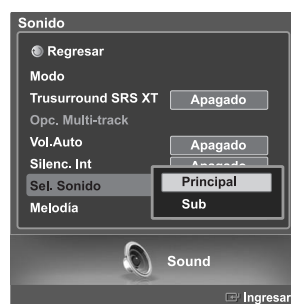 Sonido
Regresar
Modo
Trusurround SRS XT Apagado
Opc. Multi-track
Vol.Auto Apagado
Silenc. Int Apagado
Sel. Sonido Principal
Sub
Melodía
Sound
Ingresar